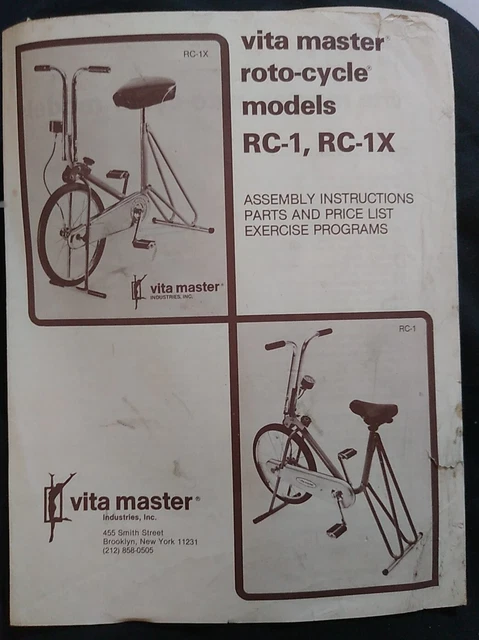 RC-1X
vita master®
roto-cycle®
models
RC-1, RC-1X
ASSEMBLY INSTRUCTIONS
PARTS AND PRICE LIST
EXERCISE PROGRAMS
vita master®
INDUSTRIES, INC.
RC-1
vita master®
Industries, Inc.
455 Smith Street
Brooklyn, New York 11231
(212) 858-0505